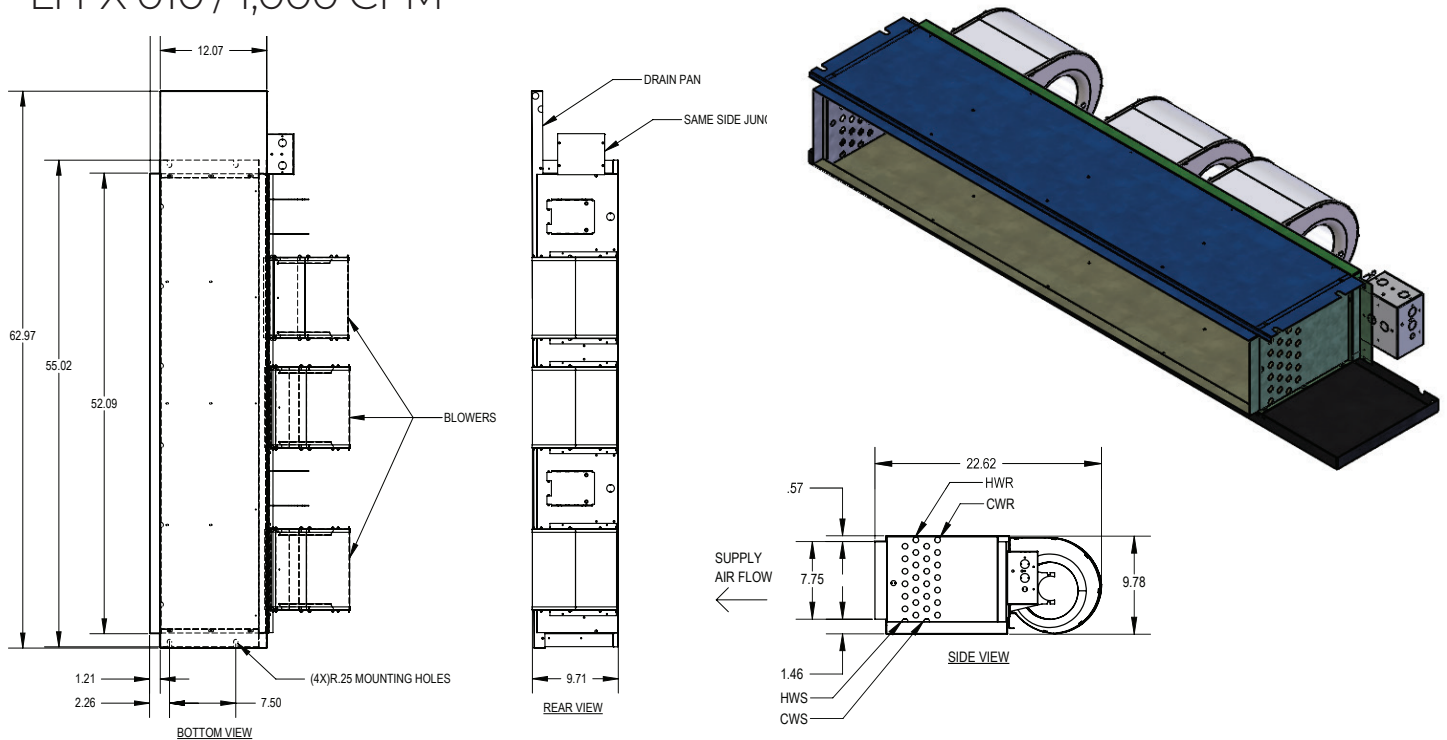 12.07
DRAIN PAN
SAME SIDE
62.97
55.02
52.09
BLOWERS
22.62
HWR
.57
CWR
SUPPLY
AIR FLOW
7.75
9.78
1.46
SIDE VIEW
HWS
CWS
1.21
(4X)R.25 MOUNTING HOLES
2.26
7.50
9.71
BOTTOM VIEW
REAR VIEW